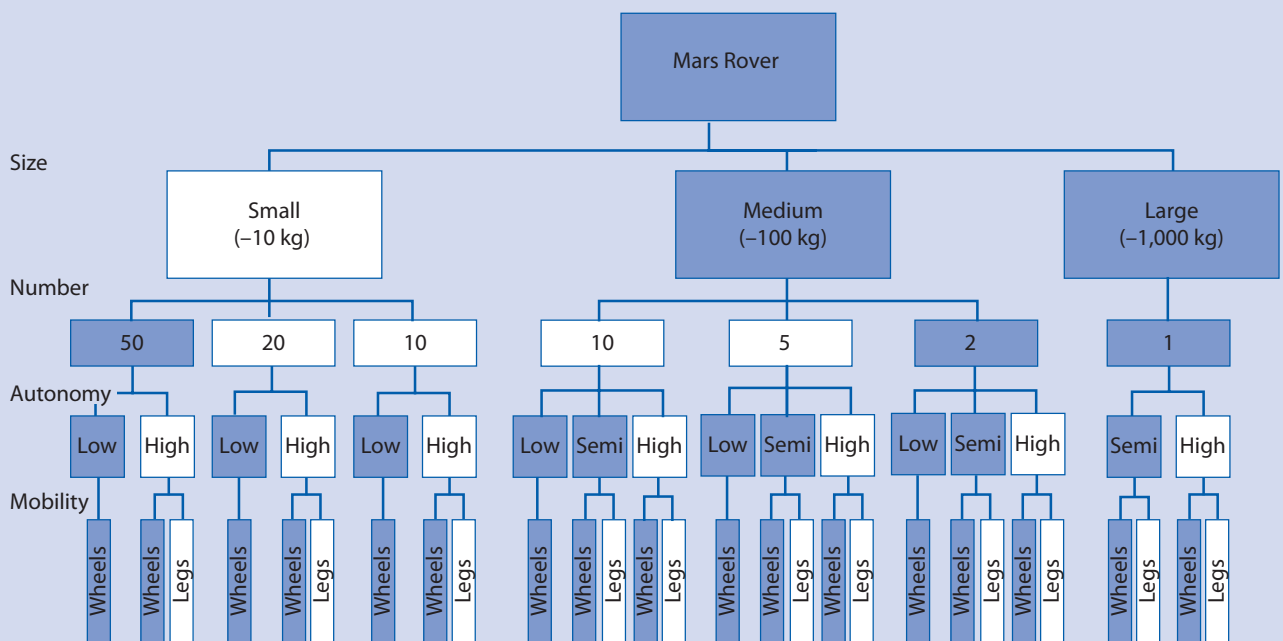 Mars Rover
Size
Small
(–10 kg)
Medium
(–100 kg)
Large
(–1,000 kg)
Number
50
20
10
10
5
2
1
Autonomy
Low
High
Low
High
Low
High
Low
Semi
High
Low
Semi
High
Low
Semi
High
Semi
High
Mobility
Wheels
Wheels
Legs
Wheels
Wheels
Legs
Wheels
Wheels
Legs
Wheels
Wheels
Legs
Wheels
Legs
Wheels
Wheels
Legs
Wheels
Legs
Wheels
Wheels
Legs
Wheels
Legs
Wheels
Legs
Wheels
Legs